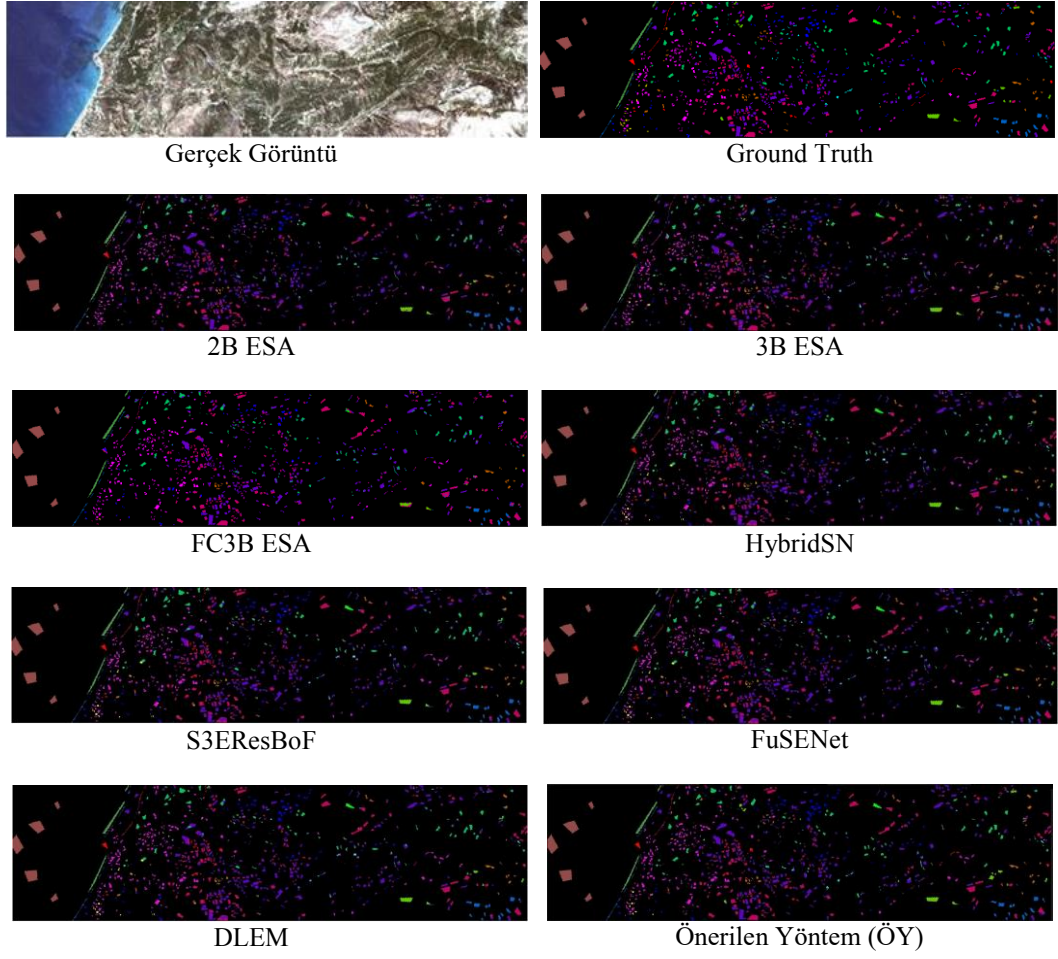 Gerçek Görüntü
Ground Truth
2B ESA
3B ESA
FC3B ESA
HybridSN
S3EResBoF
FuSENet
DLEM
Önerilen Yöntem (ÖY)